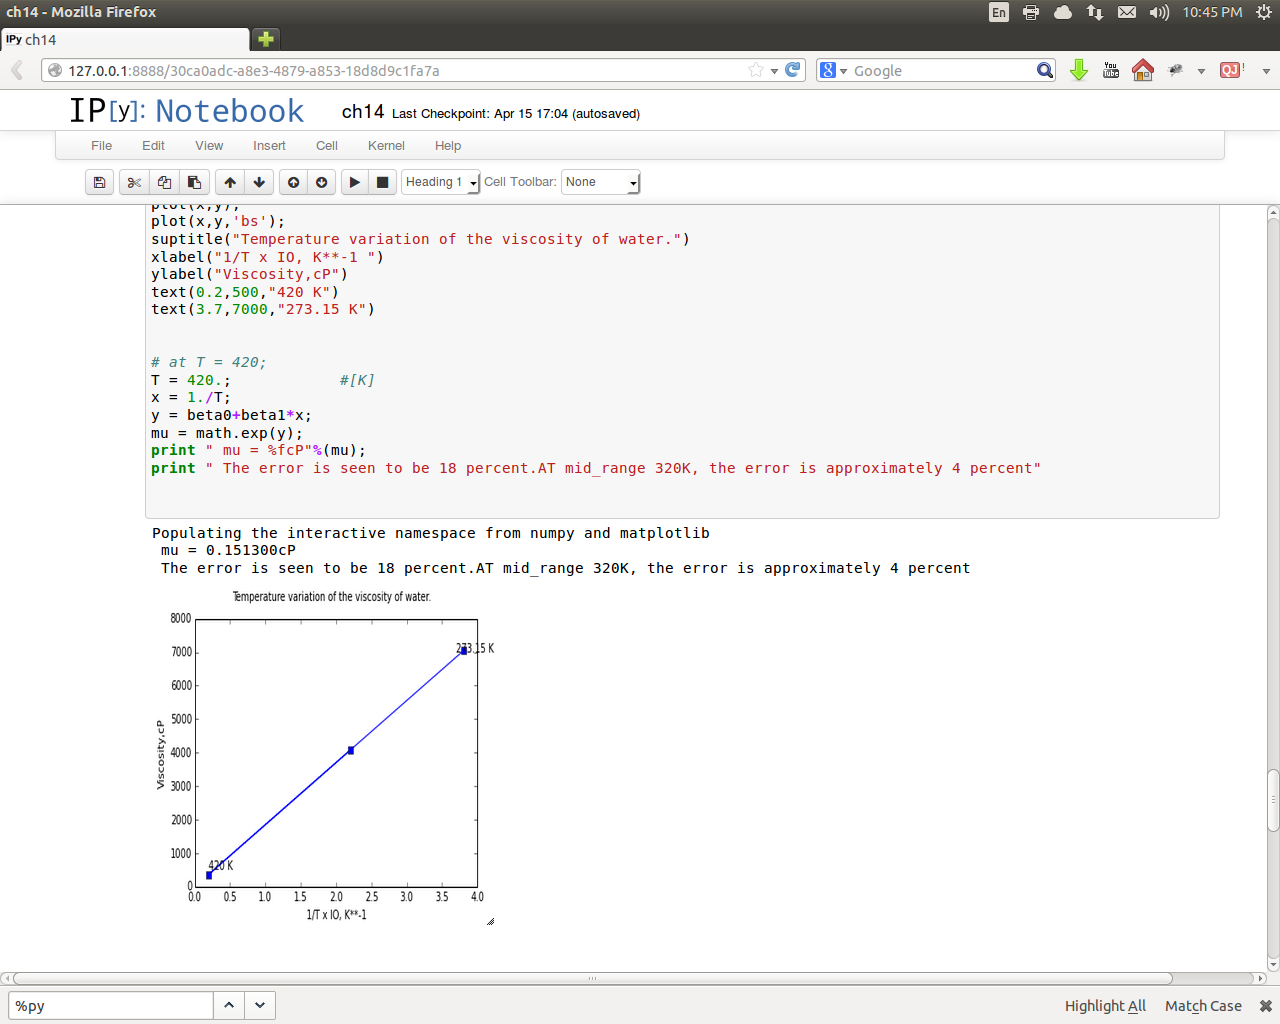 ch14 - Mozilla Firefox
En
10:45 PM
IPy ch14
127.0.0.1:8888/30ca0adc-a8e3-4879-a853-18d8d9c1fa7a
8 Google
You Tube
QJ !
IP[y]: Notebook ch14 Last Checkpoint: Apr 15 17:04 (autosaved)
File Edit View Insert Cell Kernel Help
Heading 1 Cell Toolbar: None
plot(x,y);
plot(x,y,'bs');
suptitle("Temperature variation of the viscosity of water.")
xlabel("1/T x IO, K**-1 ")
ylabel("Viscosity,cP")
text(0.2,500,"420 K")
text(3.7,7000,"273.15 K")
# at T = 420;
T = 420.; #[K]
x = 1./T;
y = beta0+beta1*x;
mu = math.exp(y);
print " mu = %fcP"%(mu);
print " The error is seen to be 18 percent.AT mid_range 320K, the error is approximately 4 percent"
Populating the interactive namespace from numpy and matplotlib
mu = 0.151300cP
The error is seen to be 18 percent.AT mid_range 320K, the error is approximately 4 percent
Temperature variation of the viscosity of water.
8000
7000
6000
5000
4000
3000
2000
1000
0
Viscosity,cP
273.15 K
420 K
0.0 0.5 1.0 1.5 2.0 2.5 3.0 3.5 4.0
1/T x IO, K**-1
%py
Highlight All Match Case